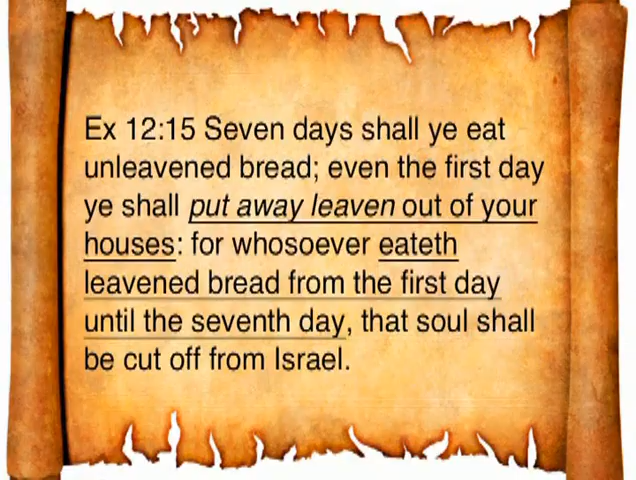 Ex 12:15 Seven days shall ye eat
unleavened bread; even the first day
ye shall put away leaven out of your
houses: for whosoever eateth
leavened bread from the first day
until the seventh day, that soul shall
be cut off from Israel.